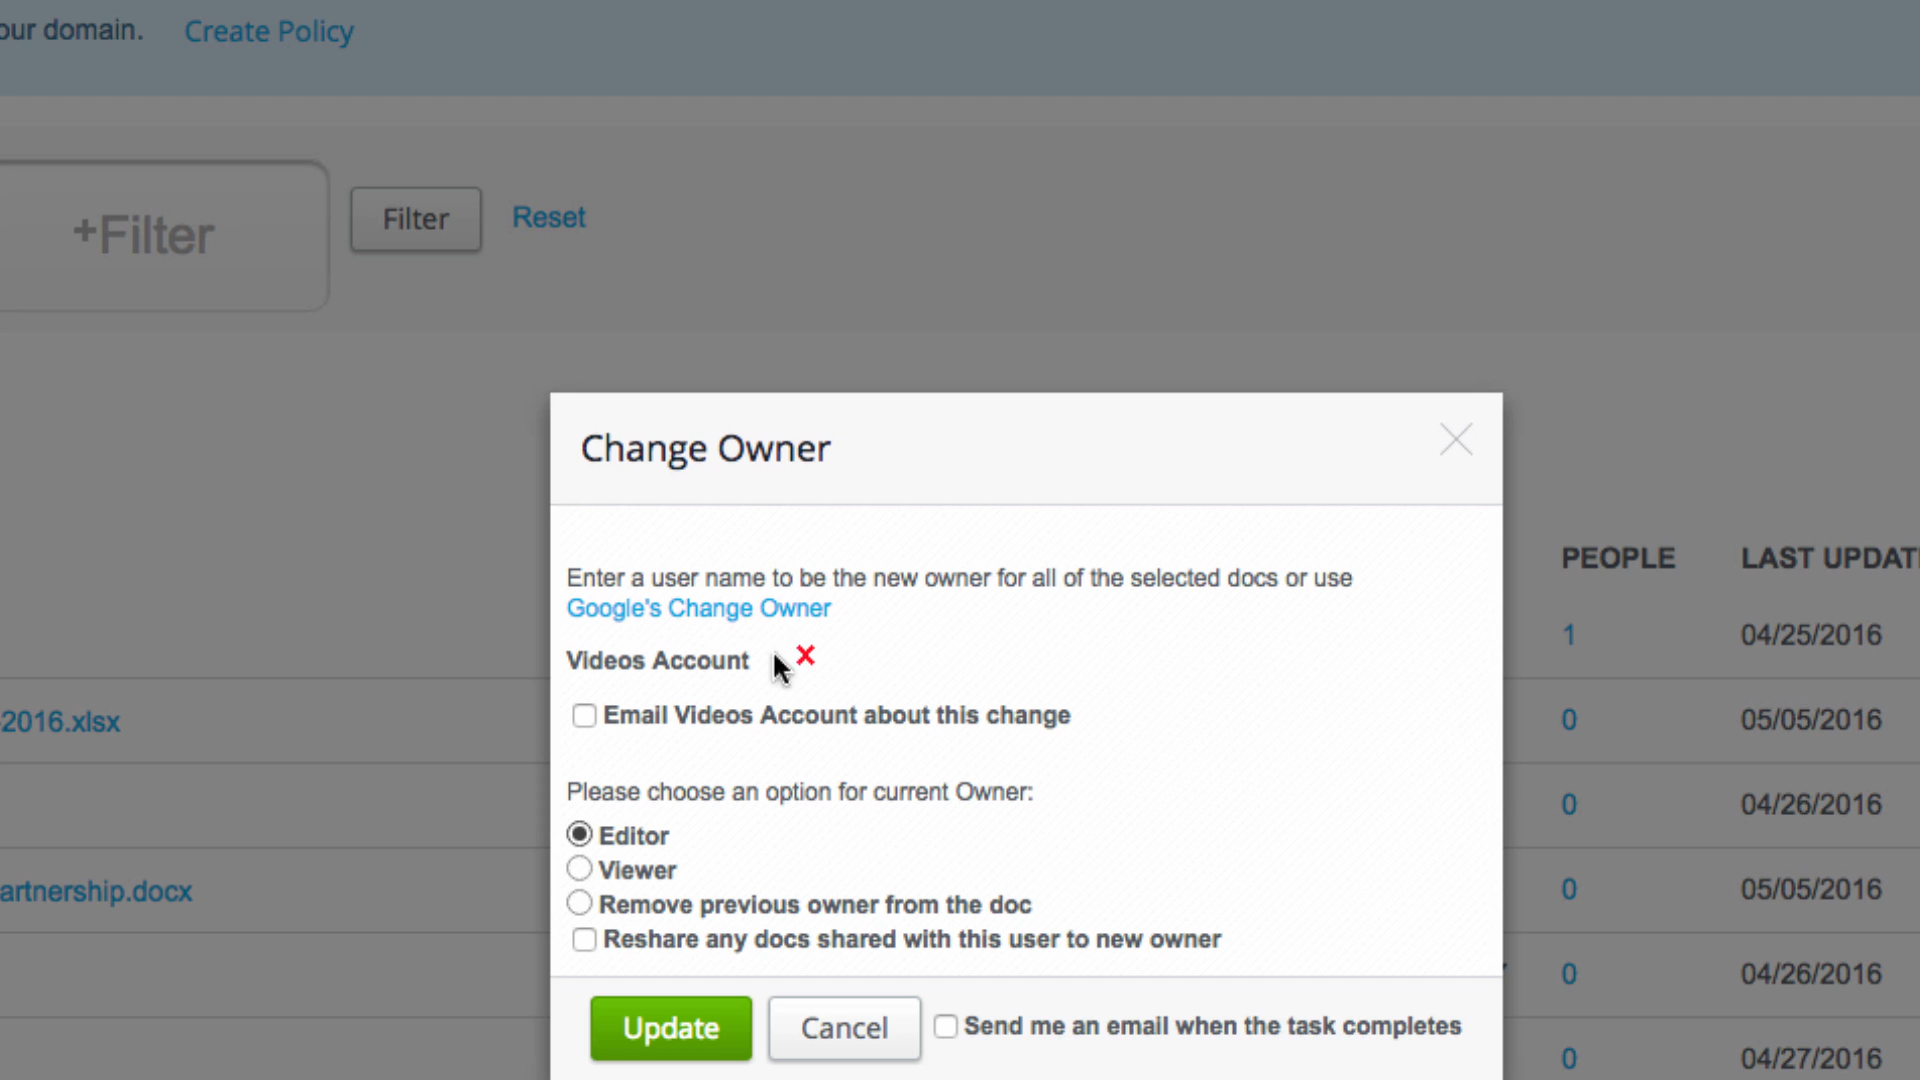 our domain. Create Policy
+Filter Filter Reset
Change Owner
PEOPLE LAST UPDATE
Enter a user name to be the new owner for all of the selected docs or use
Google's Change Owner
1 04/25/2016
Videos Account
2016.xlsx 0 05/05/2016
Email Videos Account about this change
Please choose an option for current Owner:
0 04/26/2016
Editor
Viewer
artnership.docx 0 05/05/2016
Remove previous owner from the doc
Reshare any docs shared with this user to new owner
0 04/26/2016
Update Cancel Send me an email when the task completes
0 04/27/2016